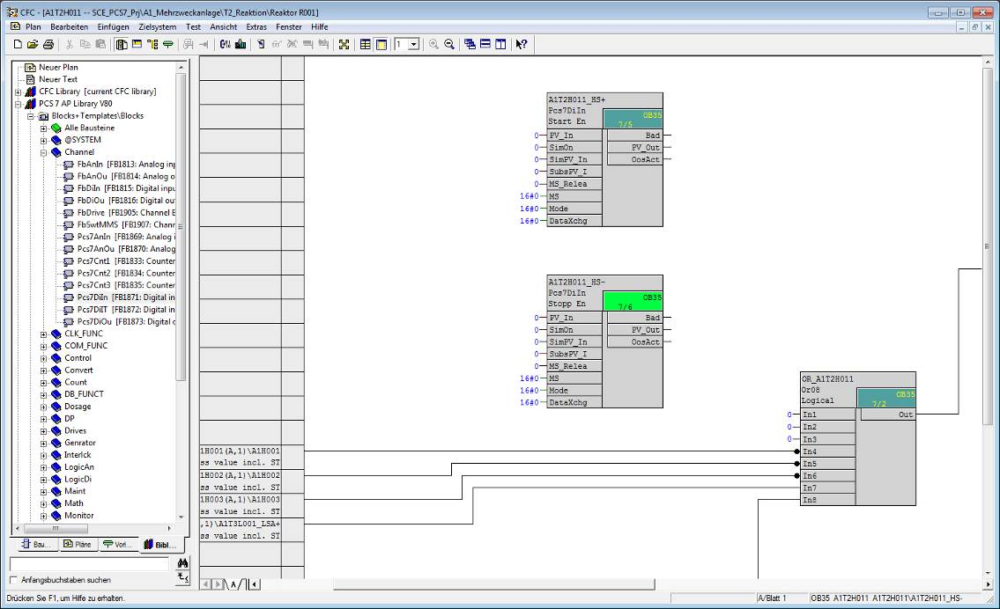 CFC - [A1T2H011 -- SCE_PCS7_Prj\A1_Mehrzweckanlage\T2_Reaktion\Reaktor R001]
Plan Bearbeiten Einfügen Zielsystem Test Ansicht Extras Fenster Hilfe
1
Neuer Plan
Neuer Text
CFC Library [current CFC library]
PCS 7 AP Library V80
Blocks+Templates\Blocks
Alle Bausteine
@SYSTEM
Channel
FbAnIn [FB1813: Analog inp
FbAnOu [FB1814: Analog o
FbDiIn [FB1815: Digital inpu
FbDiOu [FB1816: Digital ou
FbDrive [FB1905: Channel E
FbSwtMMS [FB1907: Chann
Pcs7AnIn [FB1869: Analog i
Pcs7AnOu [FB1870: Analog
Pcs7Cnt1 [FB1833: Counter
Pcs7Cnt2 [FB1834: Counter
Pcs7Cnt3 [FB1835: Counter
Pcs7DiIn [FB1871: Digital in
Pcs7DiIT [FB1872: Digital in
Pcs7DiOu [FB1873: Digital o
CLK_FUNC
COM_FUNC
Control
Convert
Count
DB_FUNCT
Dosage
DP
Drives
Genrator
Interlck
LogicAn
LogicDi
Maint
Math
Monitor
Bau... Pläne Vorl... Bibl...
Anfangsbuchstaben suchen
A1T2H011_HS+
Pcs7DiIn
Start En
OB35
7/5
0 PV_In Bad
0 SimOn PV_Out
0 SimPV_In OosAct
0 SubsPV_I
0 MS_Relea
16#0 MS
16#0 Mode
16#0 DataXchg
A1T2H011_HS-
Pcs7DiIn
Stopp En
OB35
7/6
0 PV_In Bad
0 SimOn PV_Out
0 SimPV_In OosAct
0 SubsPV_I
0 MS_Relea
16#0 MS
16#0 Mode
16#0 DataXchg
OR_A1T2H011
Or08
Logical
OB35
7/2
0 In1 Out
0 In2
0 In3
In4
In5
In6
In7
In8
1H001(A,1)\A1H001
ss value incl. ST
1H002(A,1)\A1H002
ss value incl. ST
1H003(A,1)\A1H003
ss value incl. ST
,1)\A1T3L001_LSA+
ss value incl. ST
A
Drücken Sie F1, um Hilfe zu erhalten.
A/Blatt 1
OB35 A1T2H011 A1T2H011\A1T2H011_HS-